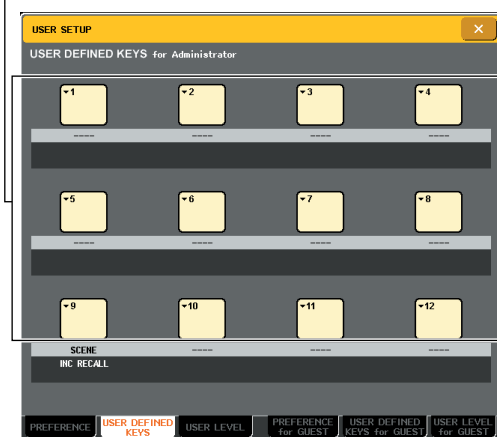 USER SETUP
×
USER DEFINED KEYS for Administrator
▾1 ▾2 ▾3 ▾4
---- ---- ---- ----
▾5 ▾6 ▾7 ▾8
---- ---- ---- ----
▾9 ▾10 ▾11 ▾12
SCENE ---- ---- ----
INC RECALL
PREFERENCE
USER DEFINED
KEYS
USER LEVEL
PREFERENCE
for GUEST
USER DEFINED
KEYS for GUEST
USER LEVEL
for GUEST